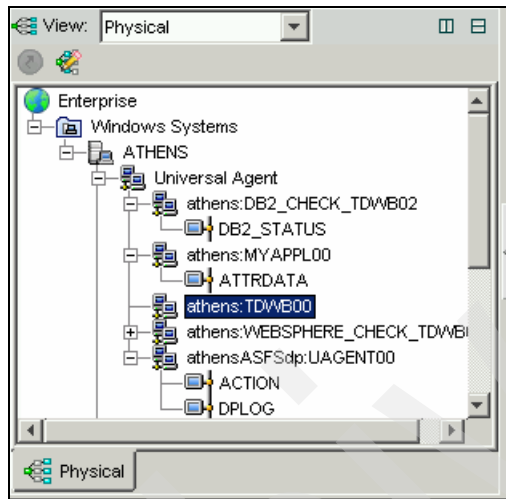 View: Physical
Enterprise
Windows Systems
ATHENS
Universal Agent
athens:DB2_CHECK_TDWB02
DB2_STATUS
athens:MYAPPL00
ATTRDATA
athens:TDWB00
athens:WEBSPHERE_CHECK_TDWB
athensASFSdp:UAGENT00
ACTION
DPLOG
Physical